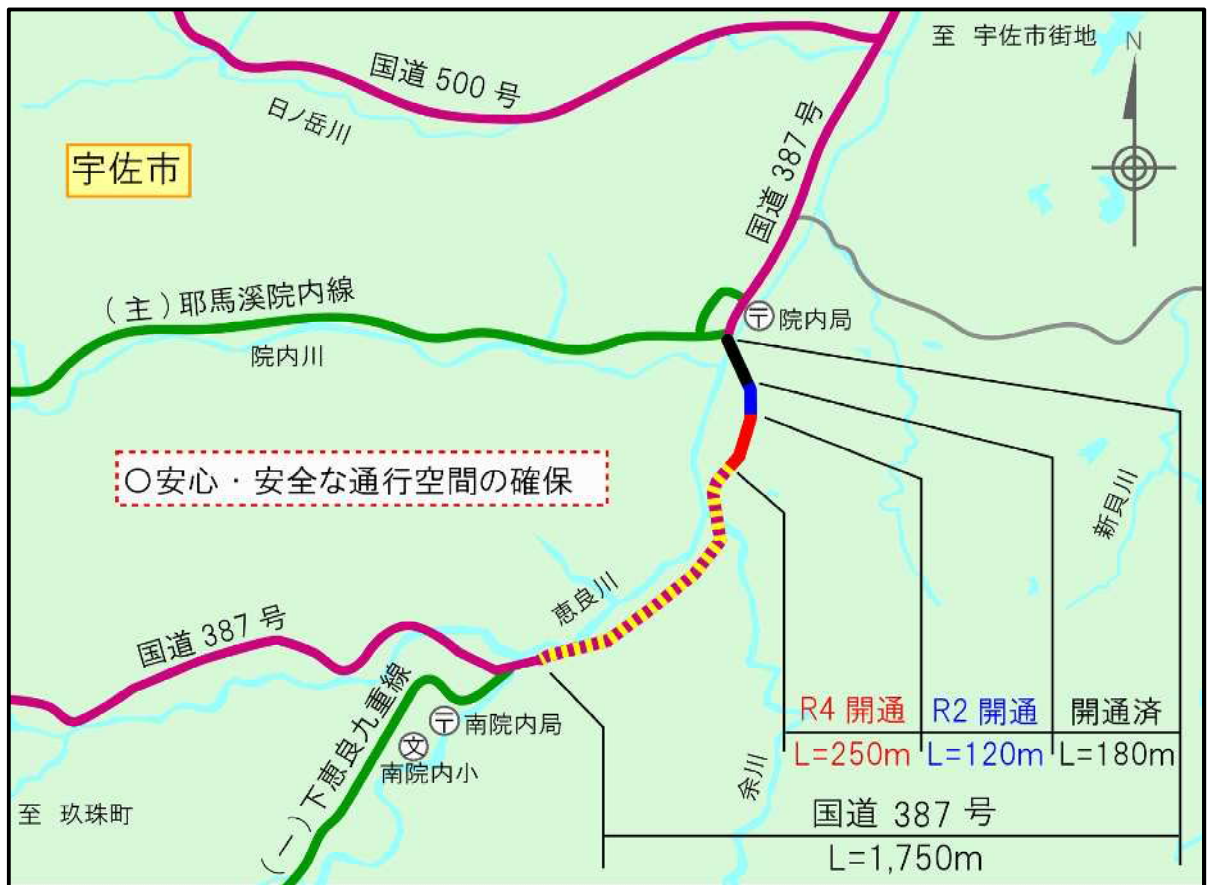 至 宇佐市街地
N
国道 500 号
日ノ岳川
国道 387 号
宇佐市
(主)耶馬溪院内線
〒院内局
院内川
○安心・安全な通行空間の確保
新貝川
恵良川
国道 387 号
(一)下恵良九重線
〒南院内局
文
南院内小
至 玖珠町
余川
R4 開通 R2 開通 開通済
L=250m L=120m L=180m
国道 387 号
L=1,750m